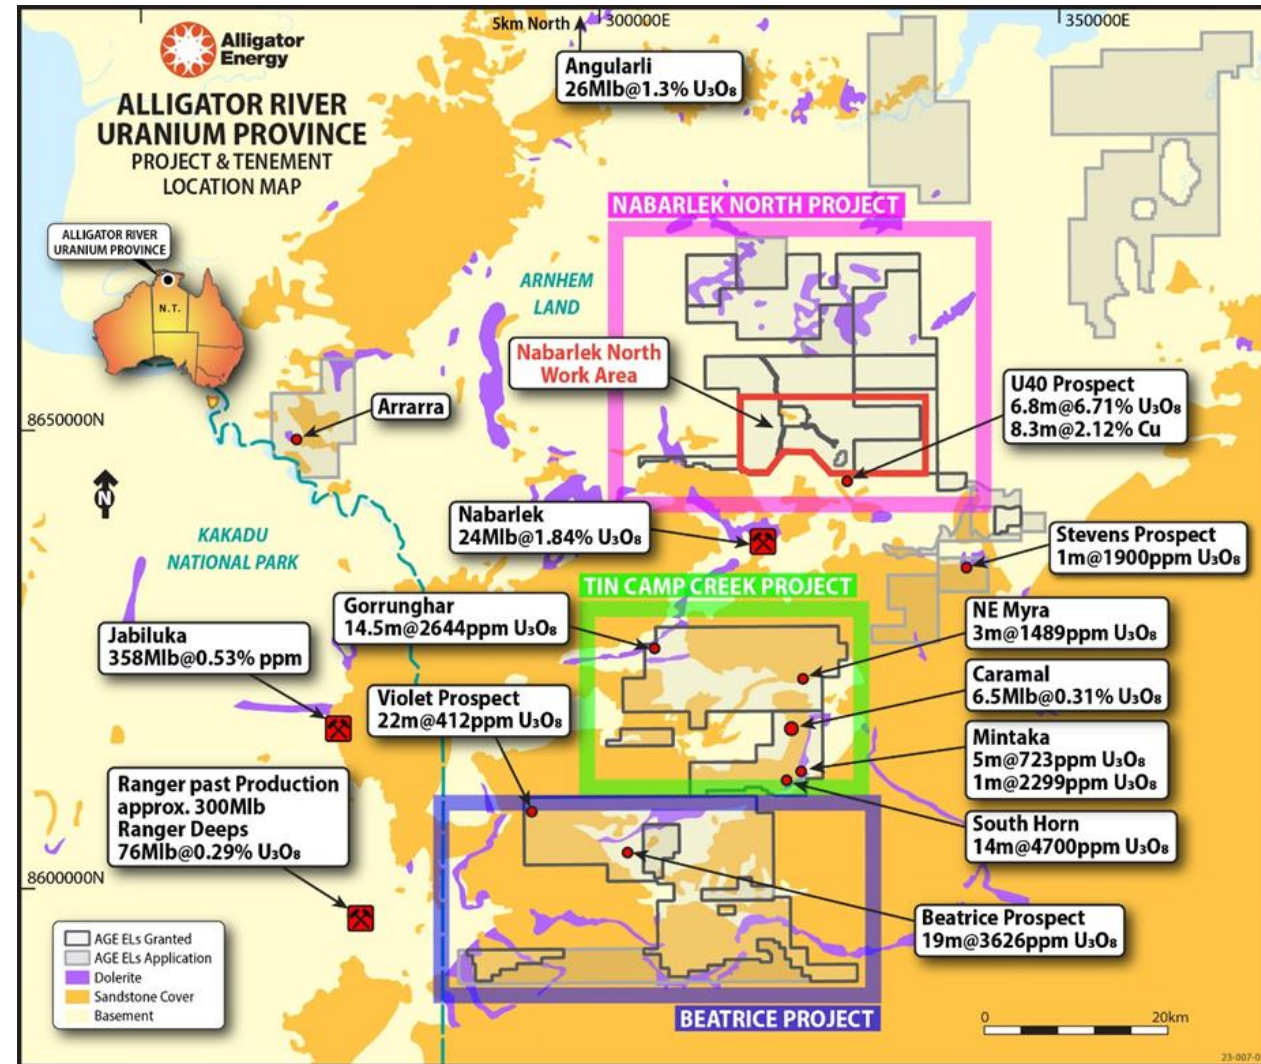 5km North
300000E
350000E
Alligator
Energy
ALLIGATOR RIVER
URANIUM PROVINCE
PROJECT & TENEMENT
LOCATION MAP
Angularli
26Mlb@1.3% U₃O₈
NABARLEK NORTH PROJECT
ALLIGATOR RIVER
URANIUM PROVINCE
N.T.
ARNHEM
LAND
Nabarlek North
Work Area
U40 Prospect
6.8m@6.71% U₃O₈
8.3m@2.12% Cu
Arrarra
8650000N
N
KAKADU
NATIONAL PARK
Nabarlek
24Mlb@1.84% U₃O₈
Stevens Prospect
1m@1900ppm U₃O₈
TIN CAMP CREEK PROJECT
Gorrunghar
14.5m@2644ppm U₃O₈
NE Myra
3m@1489ppm U₃O₈
Jabiluka
358Mlb@0.53% ppm
Caramal
6.5Mlb@0.31% U₃O₈
Violet Prospect
22m@412ppm U₃O₈
Mintaka
5m@723ppm U₃O₈
1m@2299ppm U₃O₈
Ranger past Production
approx. 300Mlb
Ranger Deeps
76Mlb@0.29% U₃O₈
South Horn
14m@4700ppm U₃O₈
8600000N
Beatrice Prospect
19m@3626ppm U₃O₈
AGE ELs Granted
AGE ELs Application
Dolerite
Sandstone Cover
Basement
BEATRICE PROJECT
0
20km